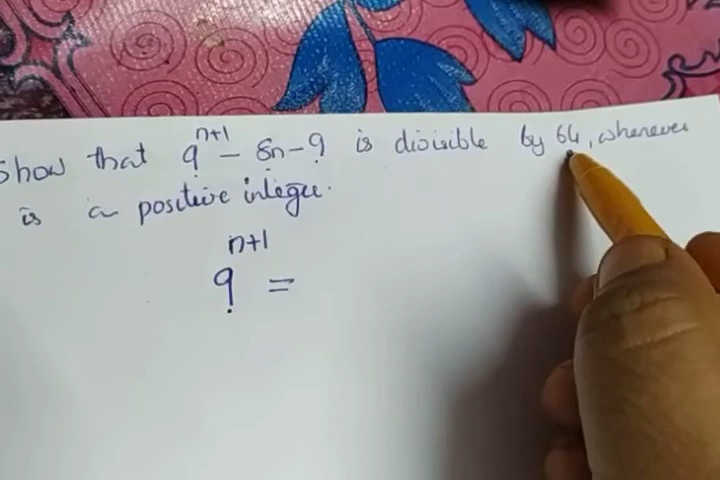 Show that 9^{n+1} - 8n - 9 is divisible by 64, whenever
is a positive integer.
9^{n+1} =